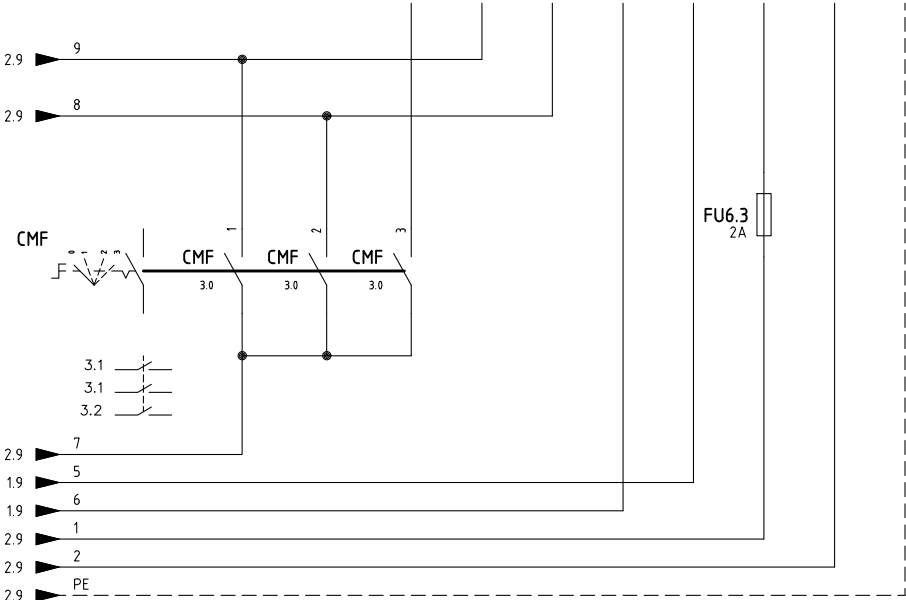 2.9 9
2.9 8
1 2 3
FU6.3
2A
CMF
0 1 2 3
CMF CMF CMF
3.0 3.0 3.0
3.1
3.1
3.2
2.9 7
1.9 5
1.9 6
2.9 1
2.9 2
2.9 PE